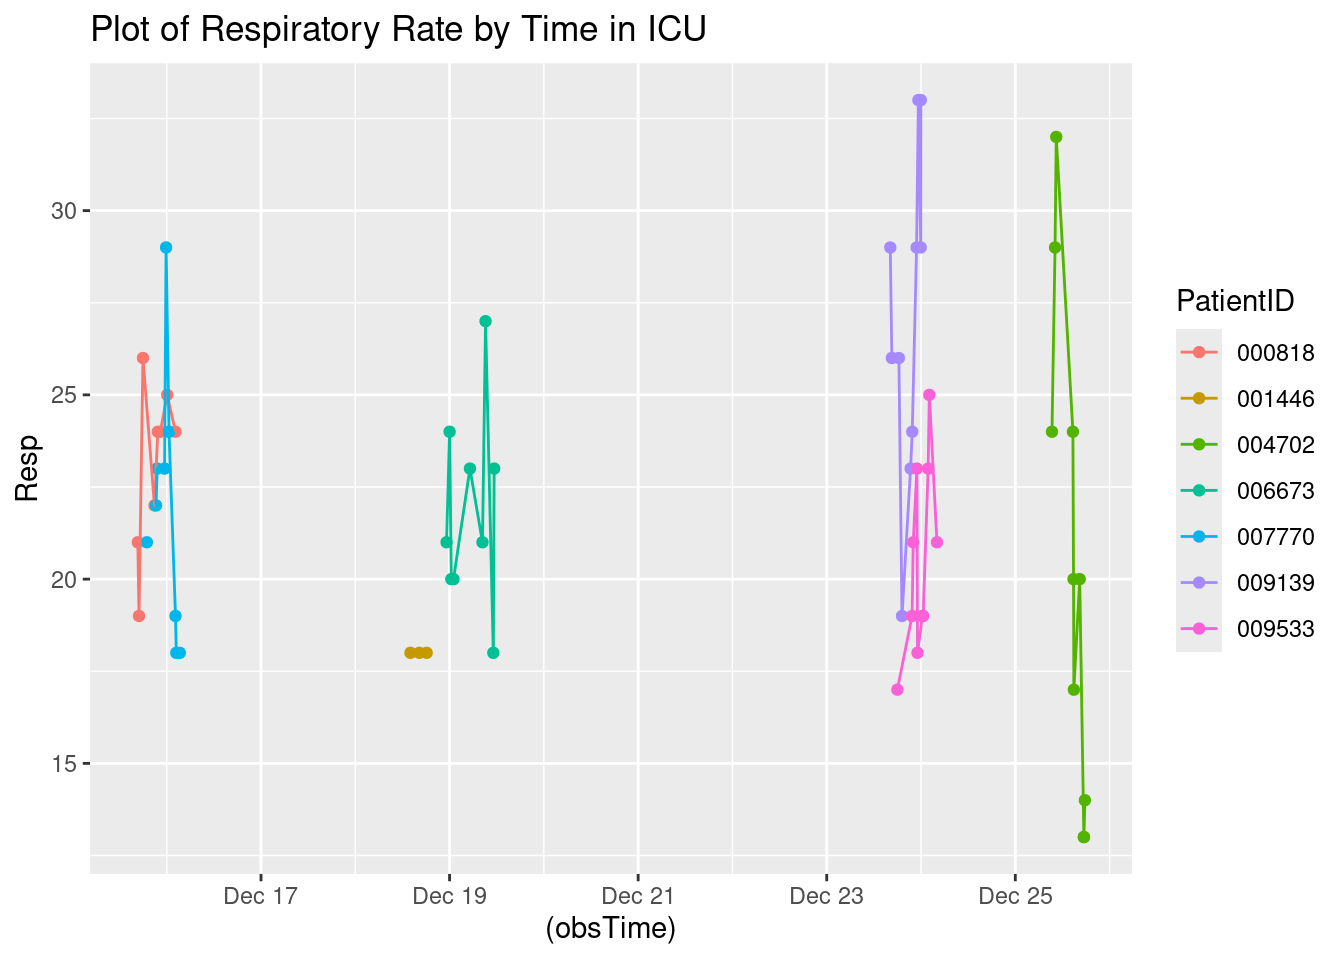 Plot of Respiratory Rate by Time in ICU
Resp
30
25
20
15
Dec 17
Dec 19
Dec 21
Dec 23
Dec 25
(obsTime)
PatientID
000818
001446
004702
006673
007770
009139
009533